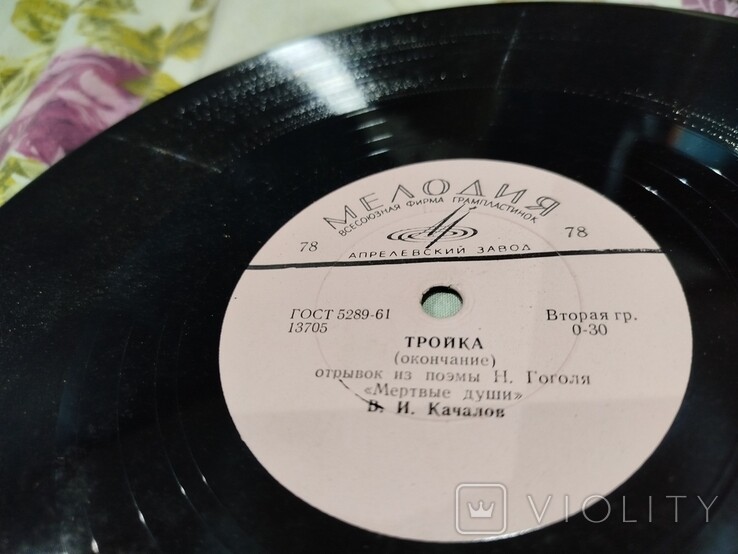 МЕЛОДИЯ
ВСЕСОЮЗНАЯ ФИРМА ГРАМПЛАСТИНОК
78 78
АПРЕЛЕВСКИЙ ЗАВОД
ГОСТ 5289-61 Вторая гр.
13705 0-30
ТРОЙКА
(окончание)
отрывок из поэмы Н. Гоголя
«Мертвые души»
В. И. Качалов
VIOLITY